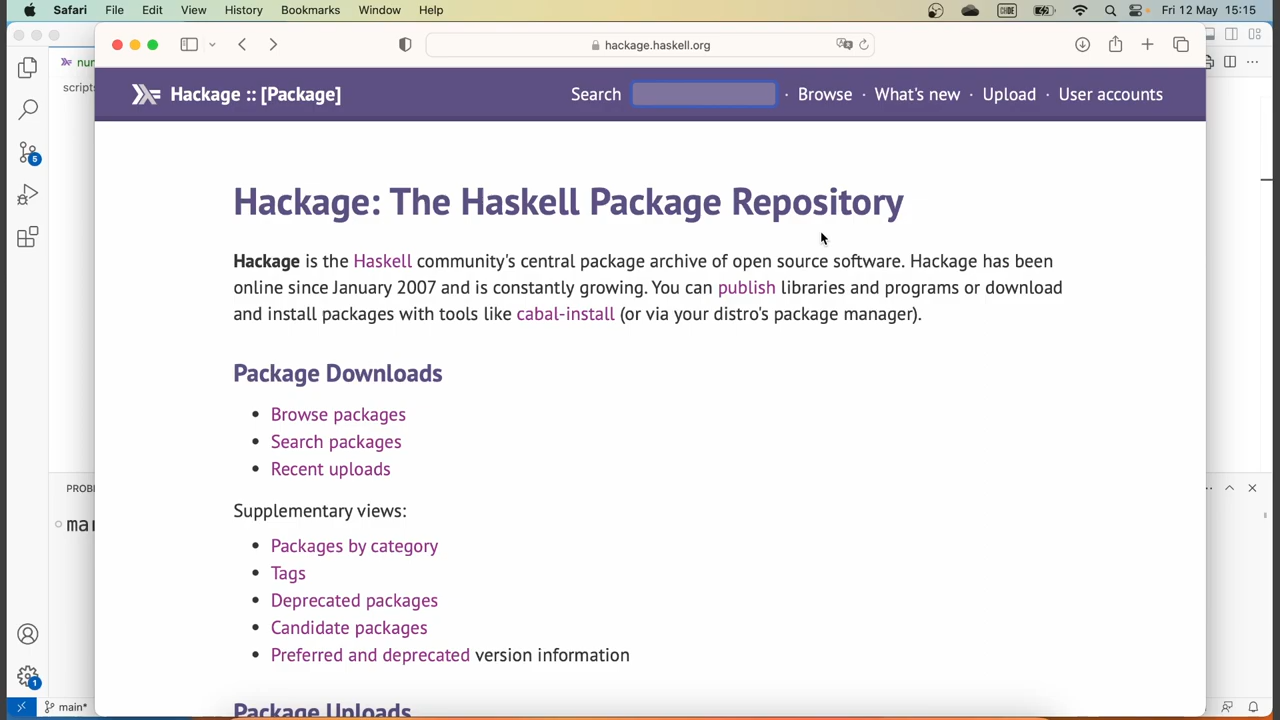 Safari File Edit View History Bookmarks Window Help Fri 12 May 15:15
hackage.haskell.org
Hackage :: [Package] Search · Browse · What's new · Upload · User accounts
scripts
Hackage: The Haskell Package Repository
Hackage is the Haskell community's central package archive of open source software. Hackage has been
online since January 2007 and is constantly growing. You can publish libraries and programs or download
and install packages with tools like cabal-install (or via your distro's package manager).
Package Downloads
• Browse packages
• Search packages
• Recent uploads
Supplementary views:
• Packages by category
• Tags
• Deprecated packages
• Candidate packages
• Preferred and deprecated version information
Package Uploads
5
1
main*